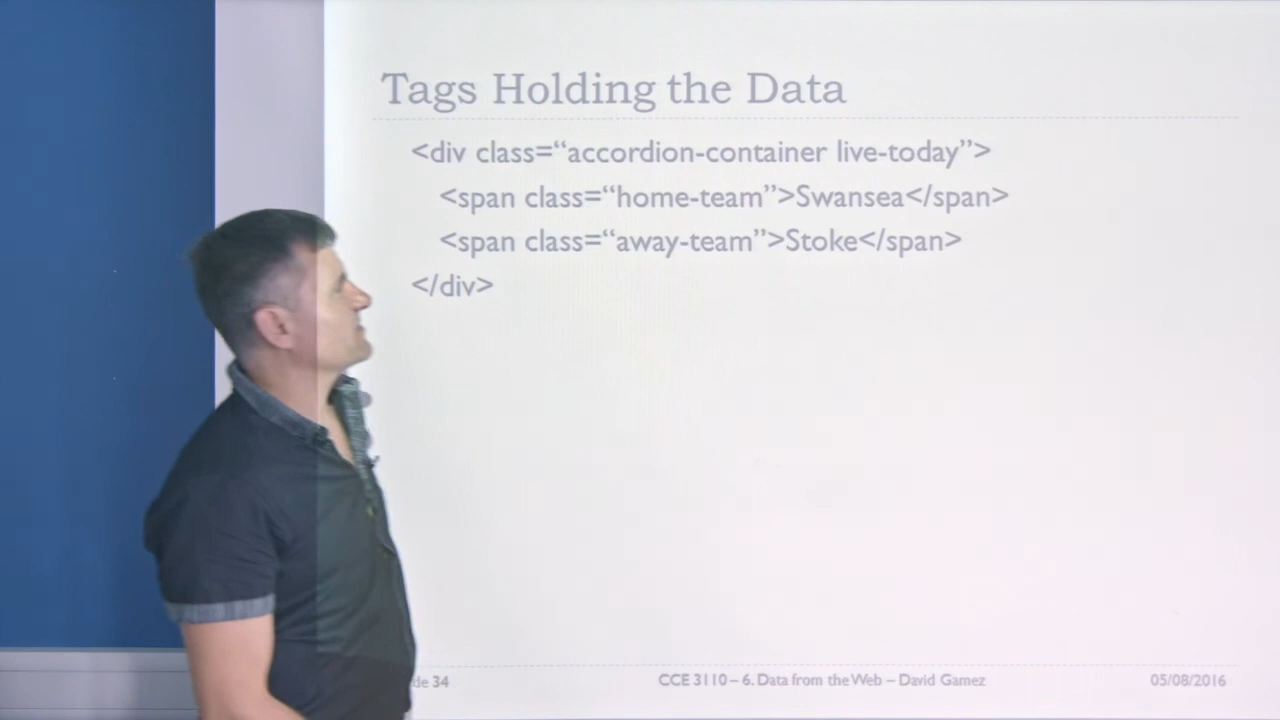 Tags Holding the Data
<div class=“accordion-container live-today”>
<span class=“home-team”>Swansea</span>
<span class=“away-team”>Stoke</span>
</div>
de 34
CCE 3110 – 6. Data from the Web – David Gamez
05/08/2016